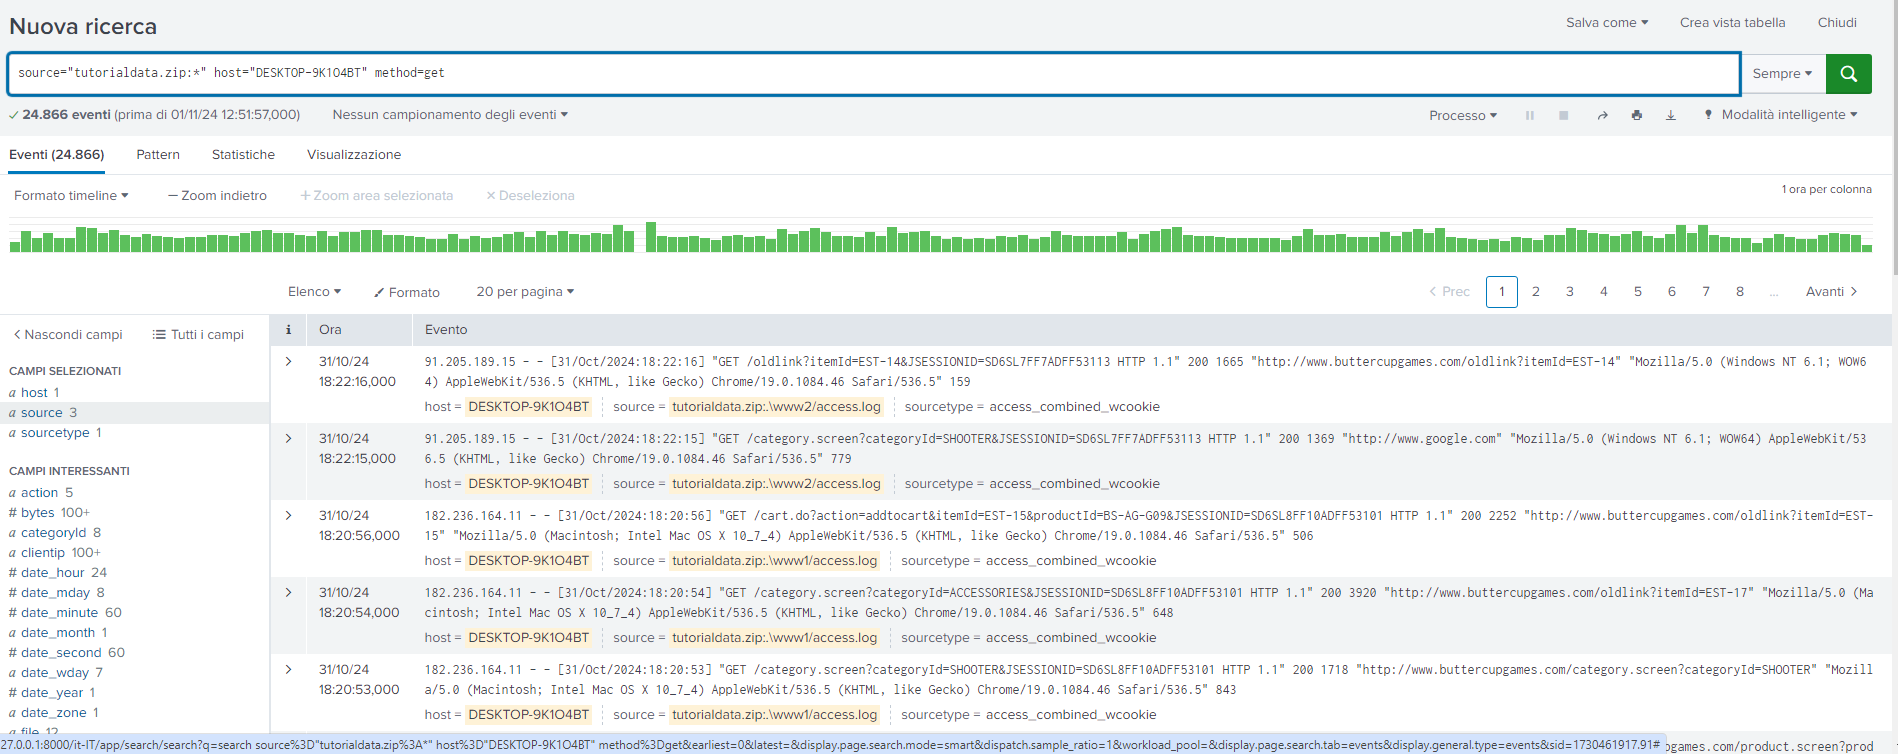 Nuova ricerca
Salva come
Crea vista tabella
Chiudi
source="tutorialdata.zip:*" host="DESKTOP-9K1O4BT" method=get
Sempre
24.866 eventi (prima di 01/11/24 12:51:57,000)
Nessun campionamento degli eventi
Processo
Modalità intelligente
Eventi (24.866)
Pattern
Statistiche
Visualizzazione
Formato timeline
— Zoom indietro
+ Zoom area selezionata
× Deseleziona
1 ora per colonna
Elenco
Formato
20 per pagina
< Prec
1
2
3
4
5
6
7
8
...
Avanti >
< Nascondi campi
Tutti i campi
CAMPI SELEZIONATI
a host 1
a source 3
a sourcetype 1
CAMPI INTERESSANTI
a action 5
# bytes 100+
a categoryId 8
a clientip 100+
# date_hour 24
# date_mday 8
# date_minute 60
a date_month 1
# date_second 60
a date_wday 7
# date_year 1
a date_zone 1
a file 12
i
Ora
Evento
31/10/24
18:22:16,000
91.205.189.15 - - [31/Oct/2024:18:22:16] "GET /oldlink?itemId=EST-14&JSESSIONID=SD6SL7FF7ADFF53113 HTTP 1.1" 200 1665 "http://www.buttercupgames.com/oldlink?itemId=EST-14" "Mozilla/5.0 (Windows NT 6.1; WOW6
4) AppleWebKit/536.5 (KHTML, like Gecko) Chrome/19.0.1084.46 Safari/536.5" 159
host = DESKTOP-9K1O4BT source = tutorialdata.zip:.\www2/access.log sourcetype = access_combined_wcookie
31/10/24
18:22:15,000
91.205.189.15 - - [31/Oct/2024:18:22:15] "GET /category.screen?categoryId=SHOOTER&JSESSIONID=SD6SL7FF7ADFF53113 HTTP 1.1" 200 1369 "http://www.google.com" "Mozilla/5.0 (Windows NT 6.1; WOW64) AppleWebKit/53
6.5 (KHTML, like Gecko) Chrome/19.0.1084.46 Safari/536.5" 779
host = DESKTOP-9K1O4BT source = tutorialdata.zip:.\www2/access.log sourcetype = access_combined_wcookie
31/10/24
18:20:56,000
182.236.164.11 - - [31/Oct/2024:18:20:56] "GET /cart.do?action=addtocart&itemId=EST-15&productId=BS-AG-G09&JSESSIONID=SD6SL8FF10ADFF53101 HTTP 1.1" 200 2252 "http://www.buttercupgames.com/oldlink?itemId=EST-
15" "Mozilla/5.0 (Macintosh; Intel Mac OS X 10_7_4) AppleWebKit/536.5 (KHTML, like Gecko) Chrome/19.0.1084.46 Safari/536.5" 506
host = DESKTOP-9K1O4BT source = tutorialdata.zip:.\www1/access.log sourcetype = access_combined_wcookie
31/10/24
18:20:54,000
182.236.164.11 - - [31/Oct/2024:18:20:54] "GET /category.screen?categoryId=ACCESSORIES&JSESSIONID=SD6SL8FF10ADFF53101 HTTP 1.1" 200 3920 "http://www.buttercupgames.com/oldlink?itemId=EST-17" "Mozilla/5.0 (Ma
cintosh; Intel Mac OS X 10_7_4) AppleWebKit/536.5 (KHTML, like Gecko) Chrome/19.0.1084.46 Safari/536.5" 648
host = DESKTOP-9K1O4BT source = tutorialdata.zip:.\www1/access.log sourcetype = access_combined_wcookie
31/10/24
18:20:53,000
182.236.164.11 - - [31/Oct/2024:18:20:53] "GET /category.screen?categoryId=SHOOTER&JSESSIONID=SD6SL8FF10ADFF53101 HTTP 1.1" 200 1718 "http://www.buttercupgames.com/category.screen?categoryId=SHOOTER" "Mozill
a/5.0 (Macintosh; Intel Mac OS X 10_7_4) AppleWebKit/536.5 (KHTML, like Gecko) Chrome/19.0.1084.46 Safari/536.5" 843
host = DESKTOP-9K1O4BT source = tutorialdata.zip:.\www1/access.log sourcetype = access_combined_wcookie
27.0.0.1:8000/it-IT/app/search/search?q=search source%3D"tutorialdata.zip%3A*" host%3D"DESKTOP-9K1O4BT" method%3Dget&earliest=0&latest=&display.page.search.mode=smart&dispatch.sample_ratio=1&workload_pool=&display.page.search.tab=events&display.general.type=events&sid=1730461917.91#
games.com/product.screen?prod